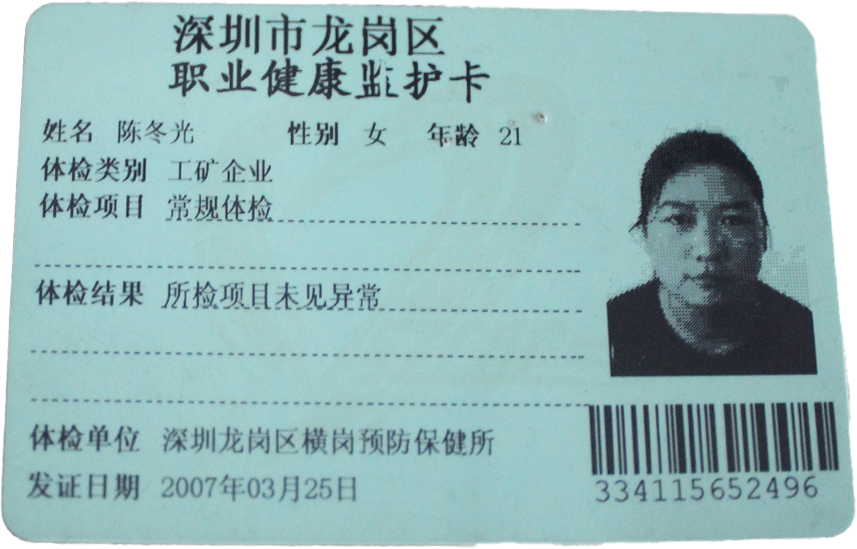 深圳市龙岗区
职业健康监护卡
姓名 陈冬光 性别 女 年龄 21
体检类别 工矿企业
体检项目 常规体检
体检结果 所检项目未见异常
体检单位 深圳龙岗区横岗预防保健所
发证日期 2007年03月25日
334115652496